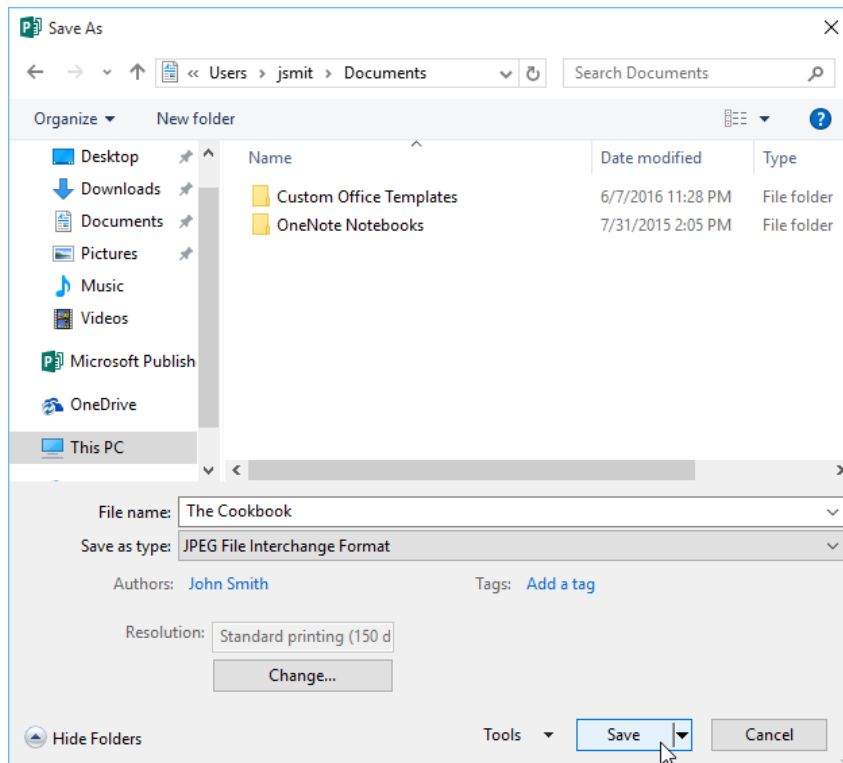 Save As
« Users › jsmit › Documents
Search Documents
Organize
New folder
Desktop
Downloads
Documents
Pictures
Music
Videos
Microsoft Publish
OneDrive
This PC
Name
Date modified
Type
Custom Office Templates
6/7/2016 11:28 PM
File folder
OneNote Notebooks
7/31/2015 2:05 PM
File folder
File name: The Cookbook
Save as type: JPEG File Interchange Format
Authors: John Smith
Tags: Add a tag
Resolution: Standard printing (150 d
Change...
Hide Folders
Tools
Save
Cancel